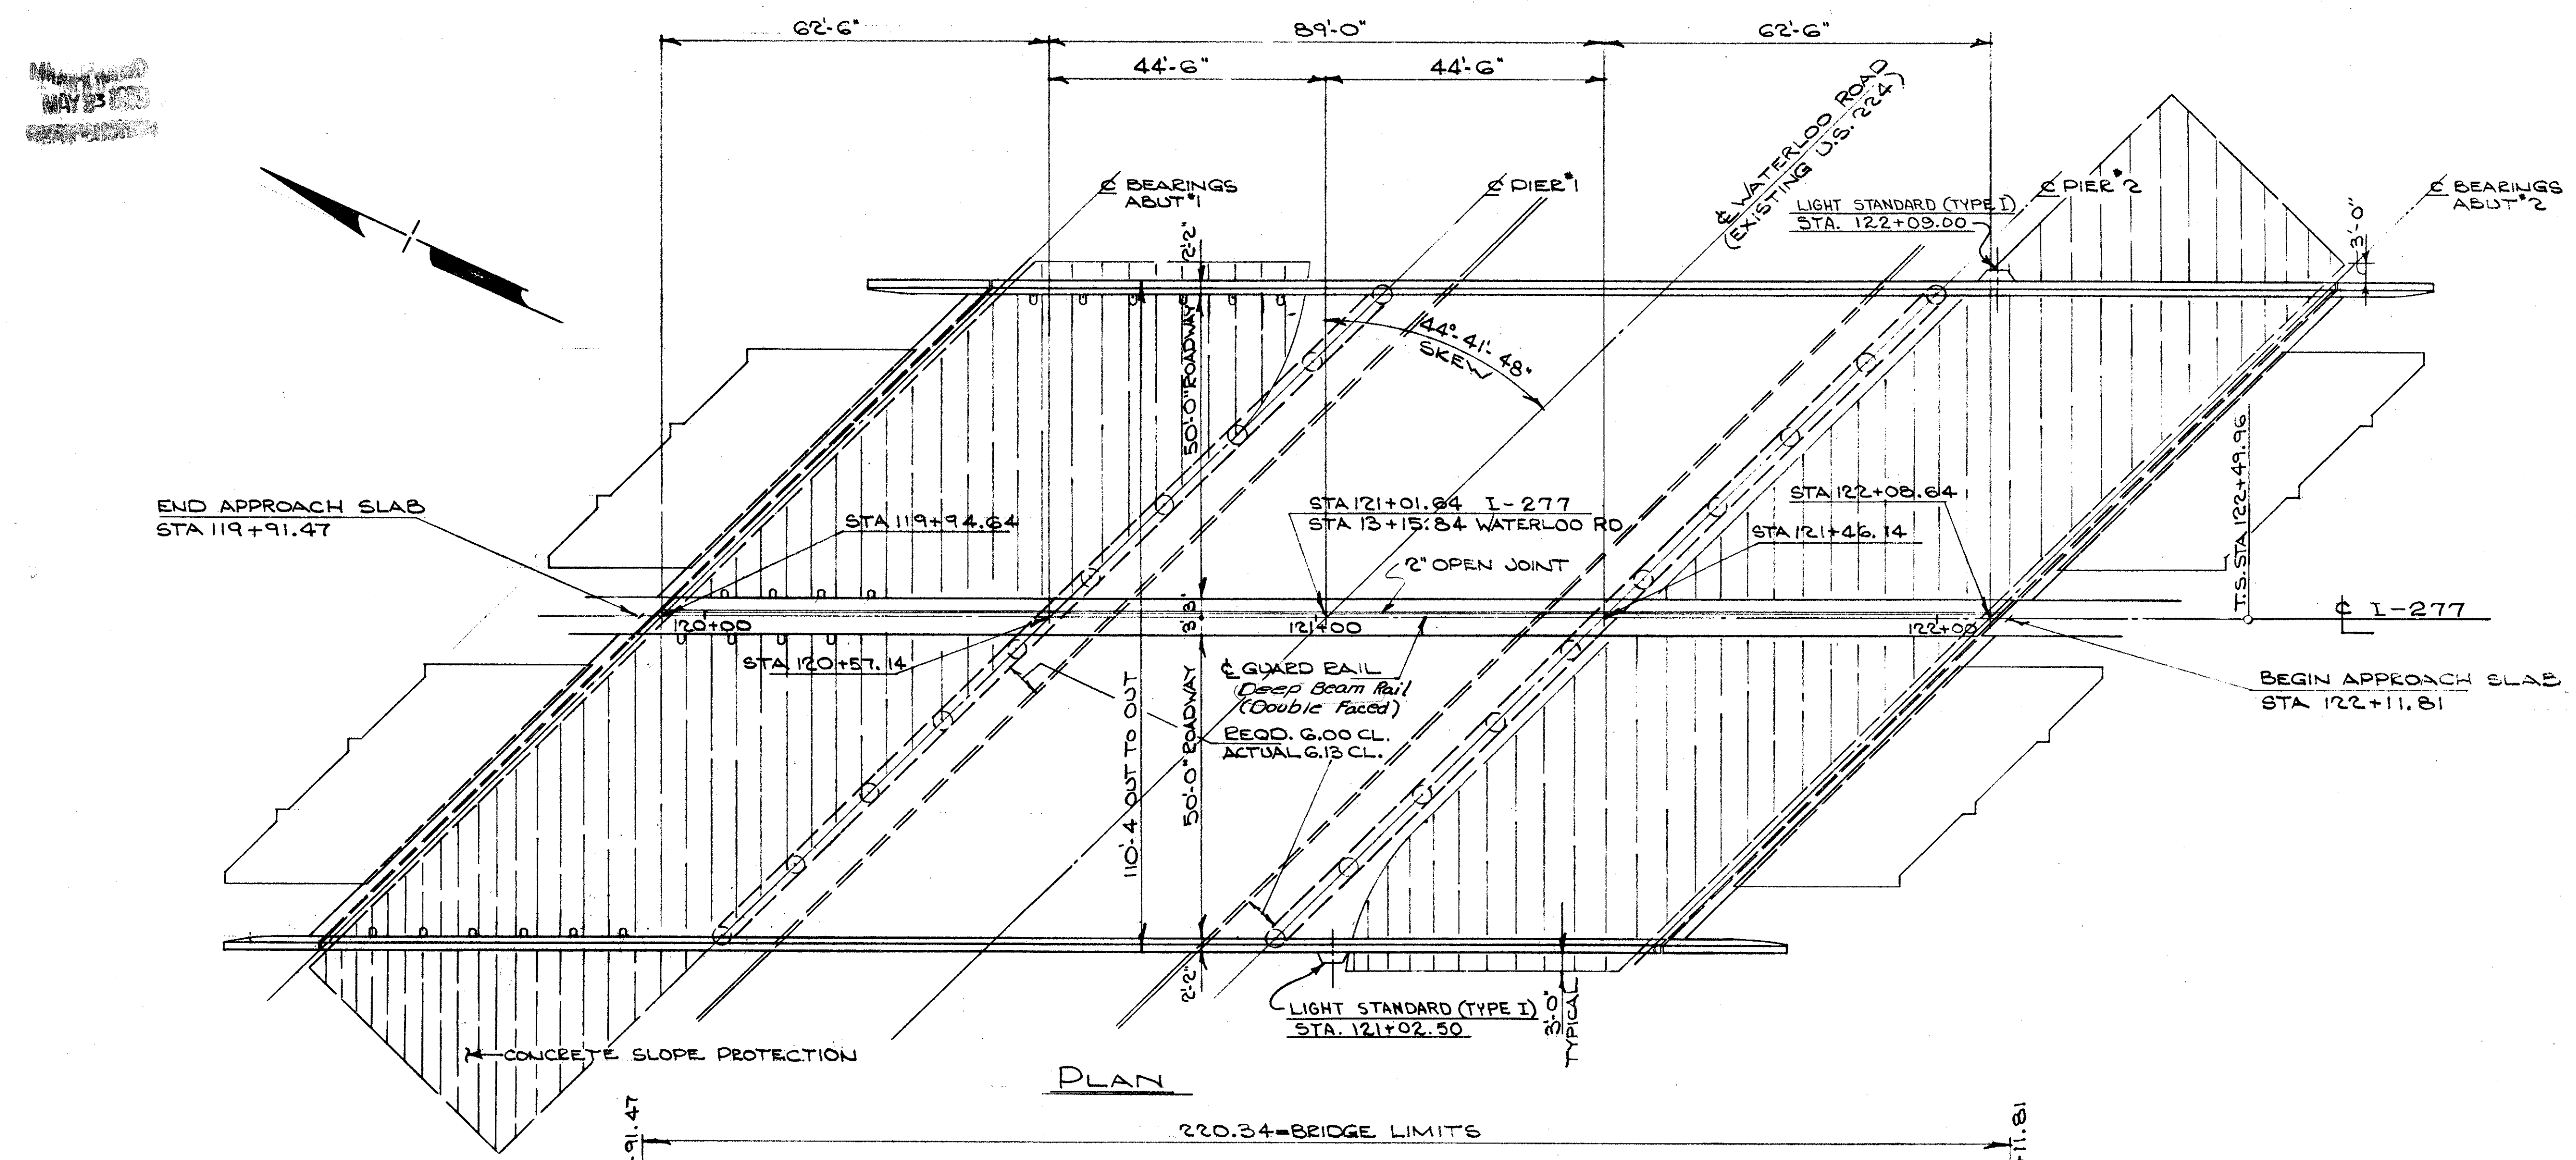 62'-6"
89'-0"
62'-6"
44'-6"
44'-6"
MAY 23
℄ WATERLOO ROAD
(EXISTING U.S. 224)
℄ BEARINGS
ABUT #1
℄ PIER #1
℄ PIER #2
℄ BEARINGS
ABUT #2
LIGHT STANDARD (TYPE I)
STA. 122+09.00
3'-0"
2'-2"
50'-0" ROADWAY
44°-41'-48"
SKEW
END APPROACH SLAB
STA 119+91.47
STA 119+94.64
STA 121+01.64 I-277
STA 13+15.84 WATERLOO RD
STA 122+08.64
STA 121+46.14
T.S. STA. 122+49.96
2" OPEN JOINT
3'
3'
120+00
121+00
122+00
℄ I-277
STA 120+57.14
℄ GUARD RAIL
Deep Beam Rail
(Double Faced)
REQD. 6.00 CL.
ACTUAL 6.13 CL.
BEGIN APPROACH SLAB
STA 122+11.81
110'-4 OUT TO OUT
50'-0" ROADWAY
2'-2"
LIGHT STANDARD (TYPE I)
STA. 121+02.50
3'-0"
TYPICAL
CONCRETE SLOPE PROTECTION
PLAN
220.34=BRIDGE LIMITS
+91.47
+11.81